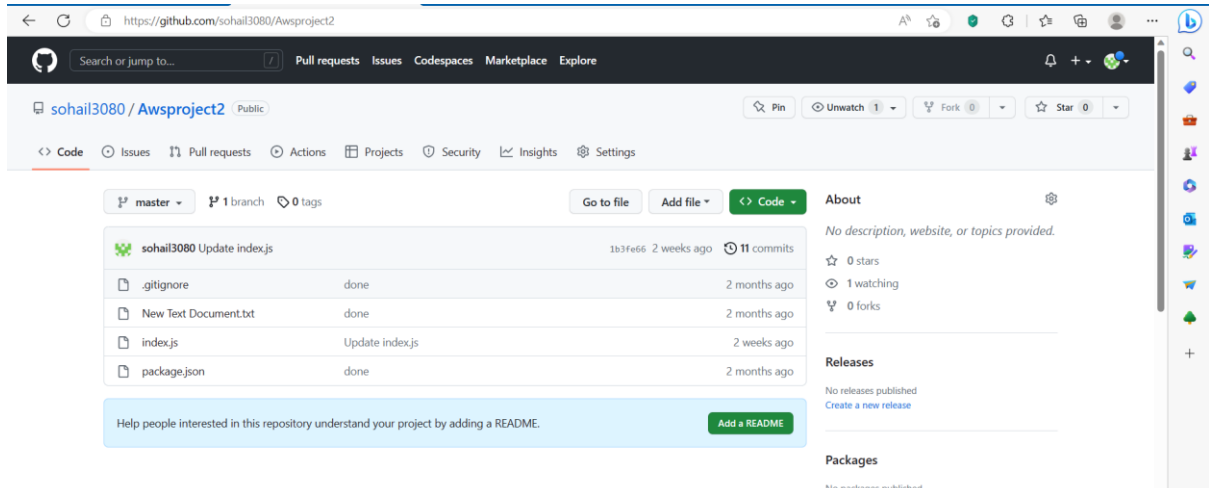 https://github.com/sohail3080/Awsproject2
Search or jump to... / Pull requests Issues Codespaces Marketplace Explore
sohail3080 / Awsproject2 Public
Pin Unwatch 1 Fork 0 Star 0
<> Code Issues Pull requests Actions Projects Security Insights Settings
master 1 branch 0 tags Go to file Add file <> Code
sohail3080 Update index.js 1b3fe66 2 weeks ago 11 commits
.gitignore done 2 months ago
New Text Document.txt done 2 months ago
index.js Update index.js 2 weeks ago
package.json done 2 months ago
Help people interested in this repository understand your project by adding a README. Add a README
About
No description, website, or topics provided.
0 stars
1 watching
0 forks
Releases
No releases published
Create a new release
Packages
No packages published